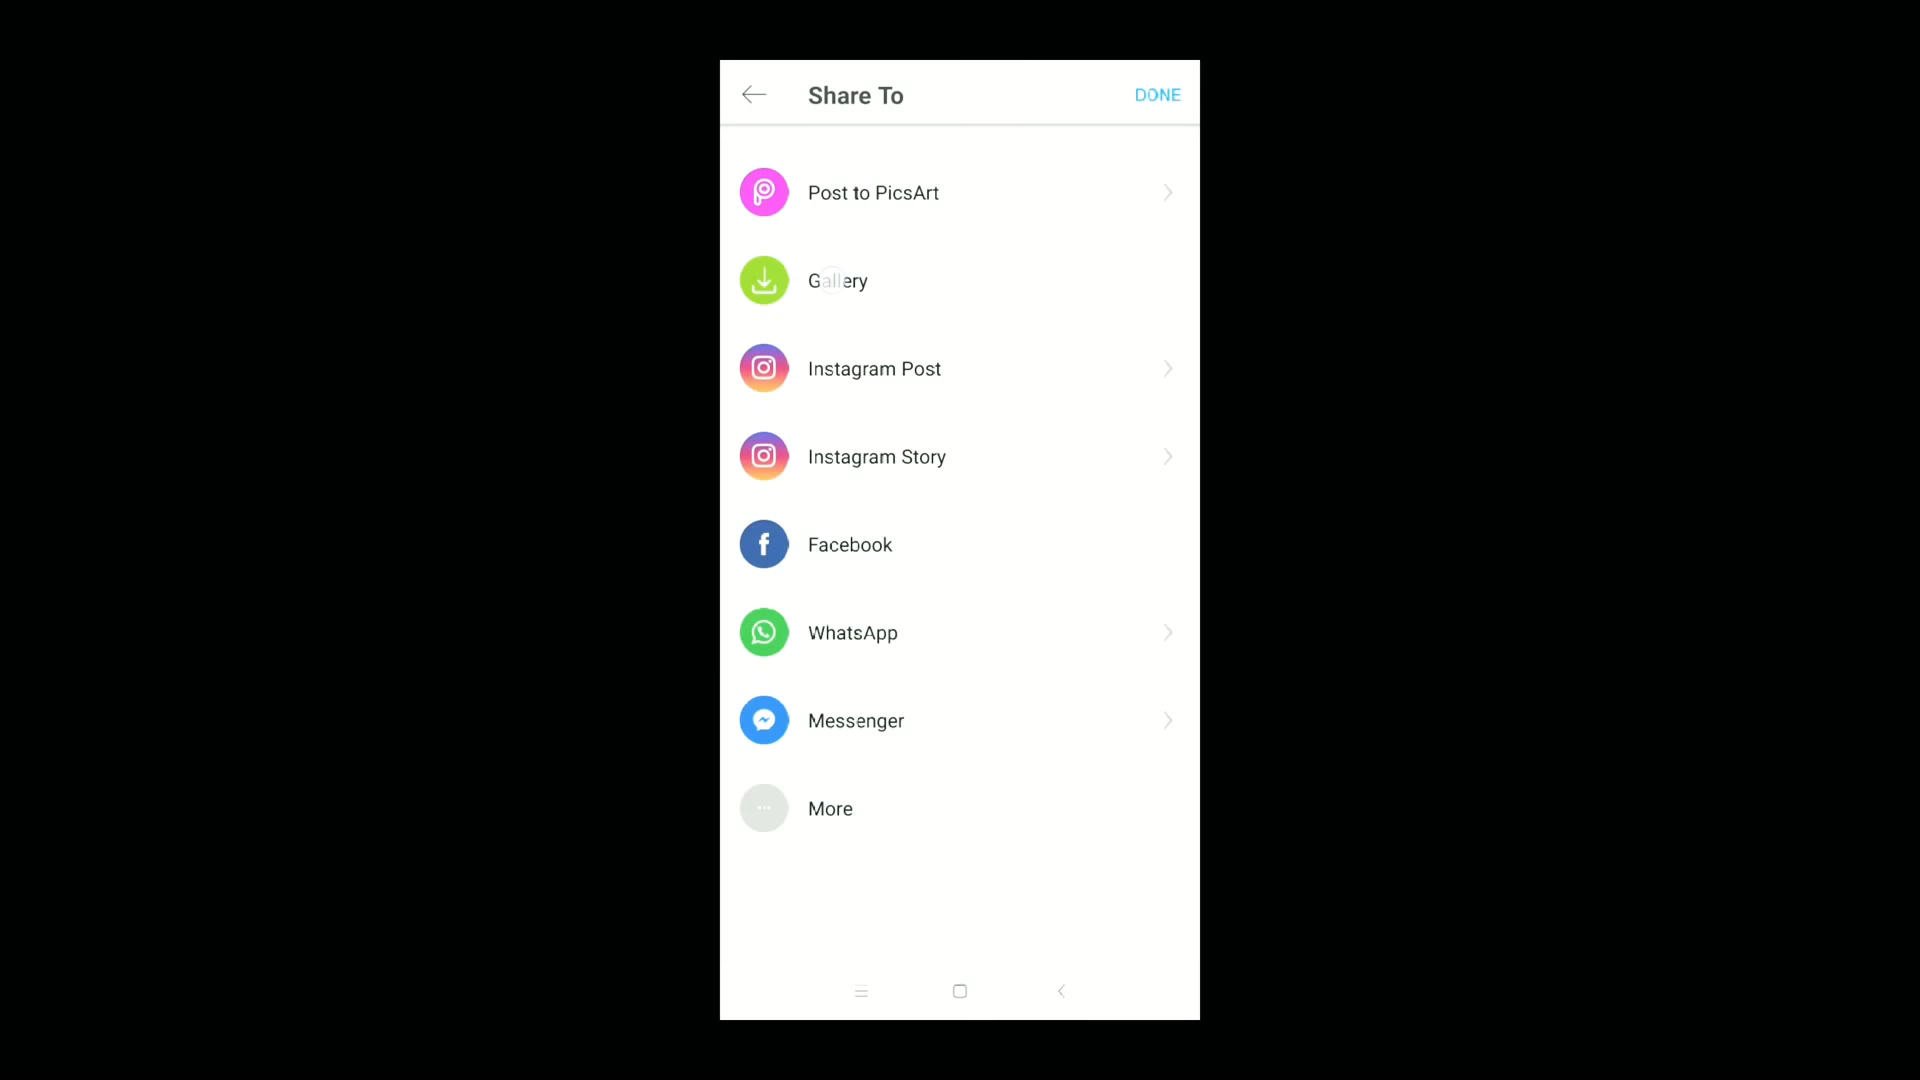 Share To
DONE
Post to PicsArt
Gallery
Instagram Post
Instagram Story
Facebook
WhatsApp
Messenger
More